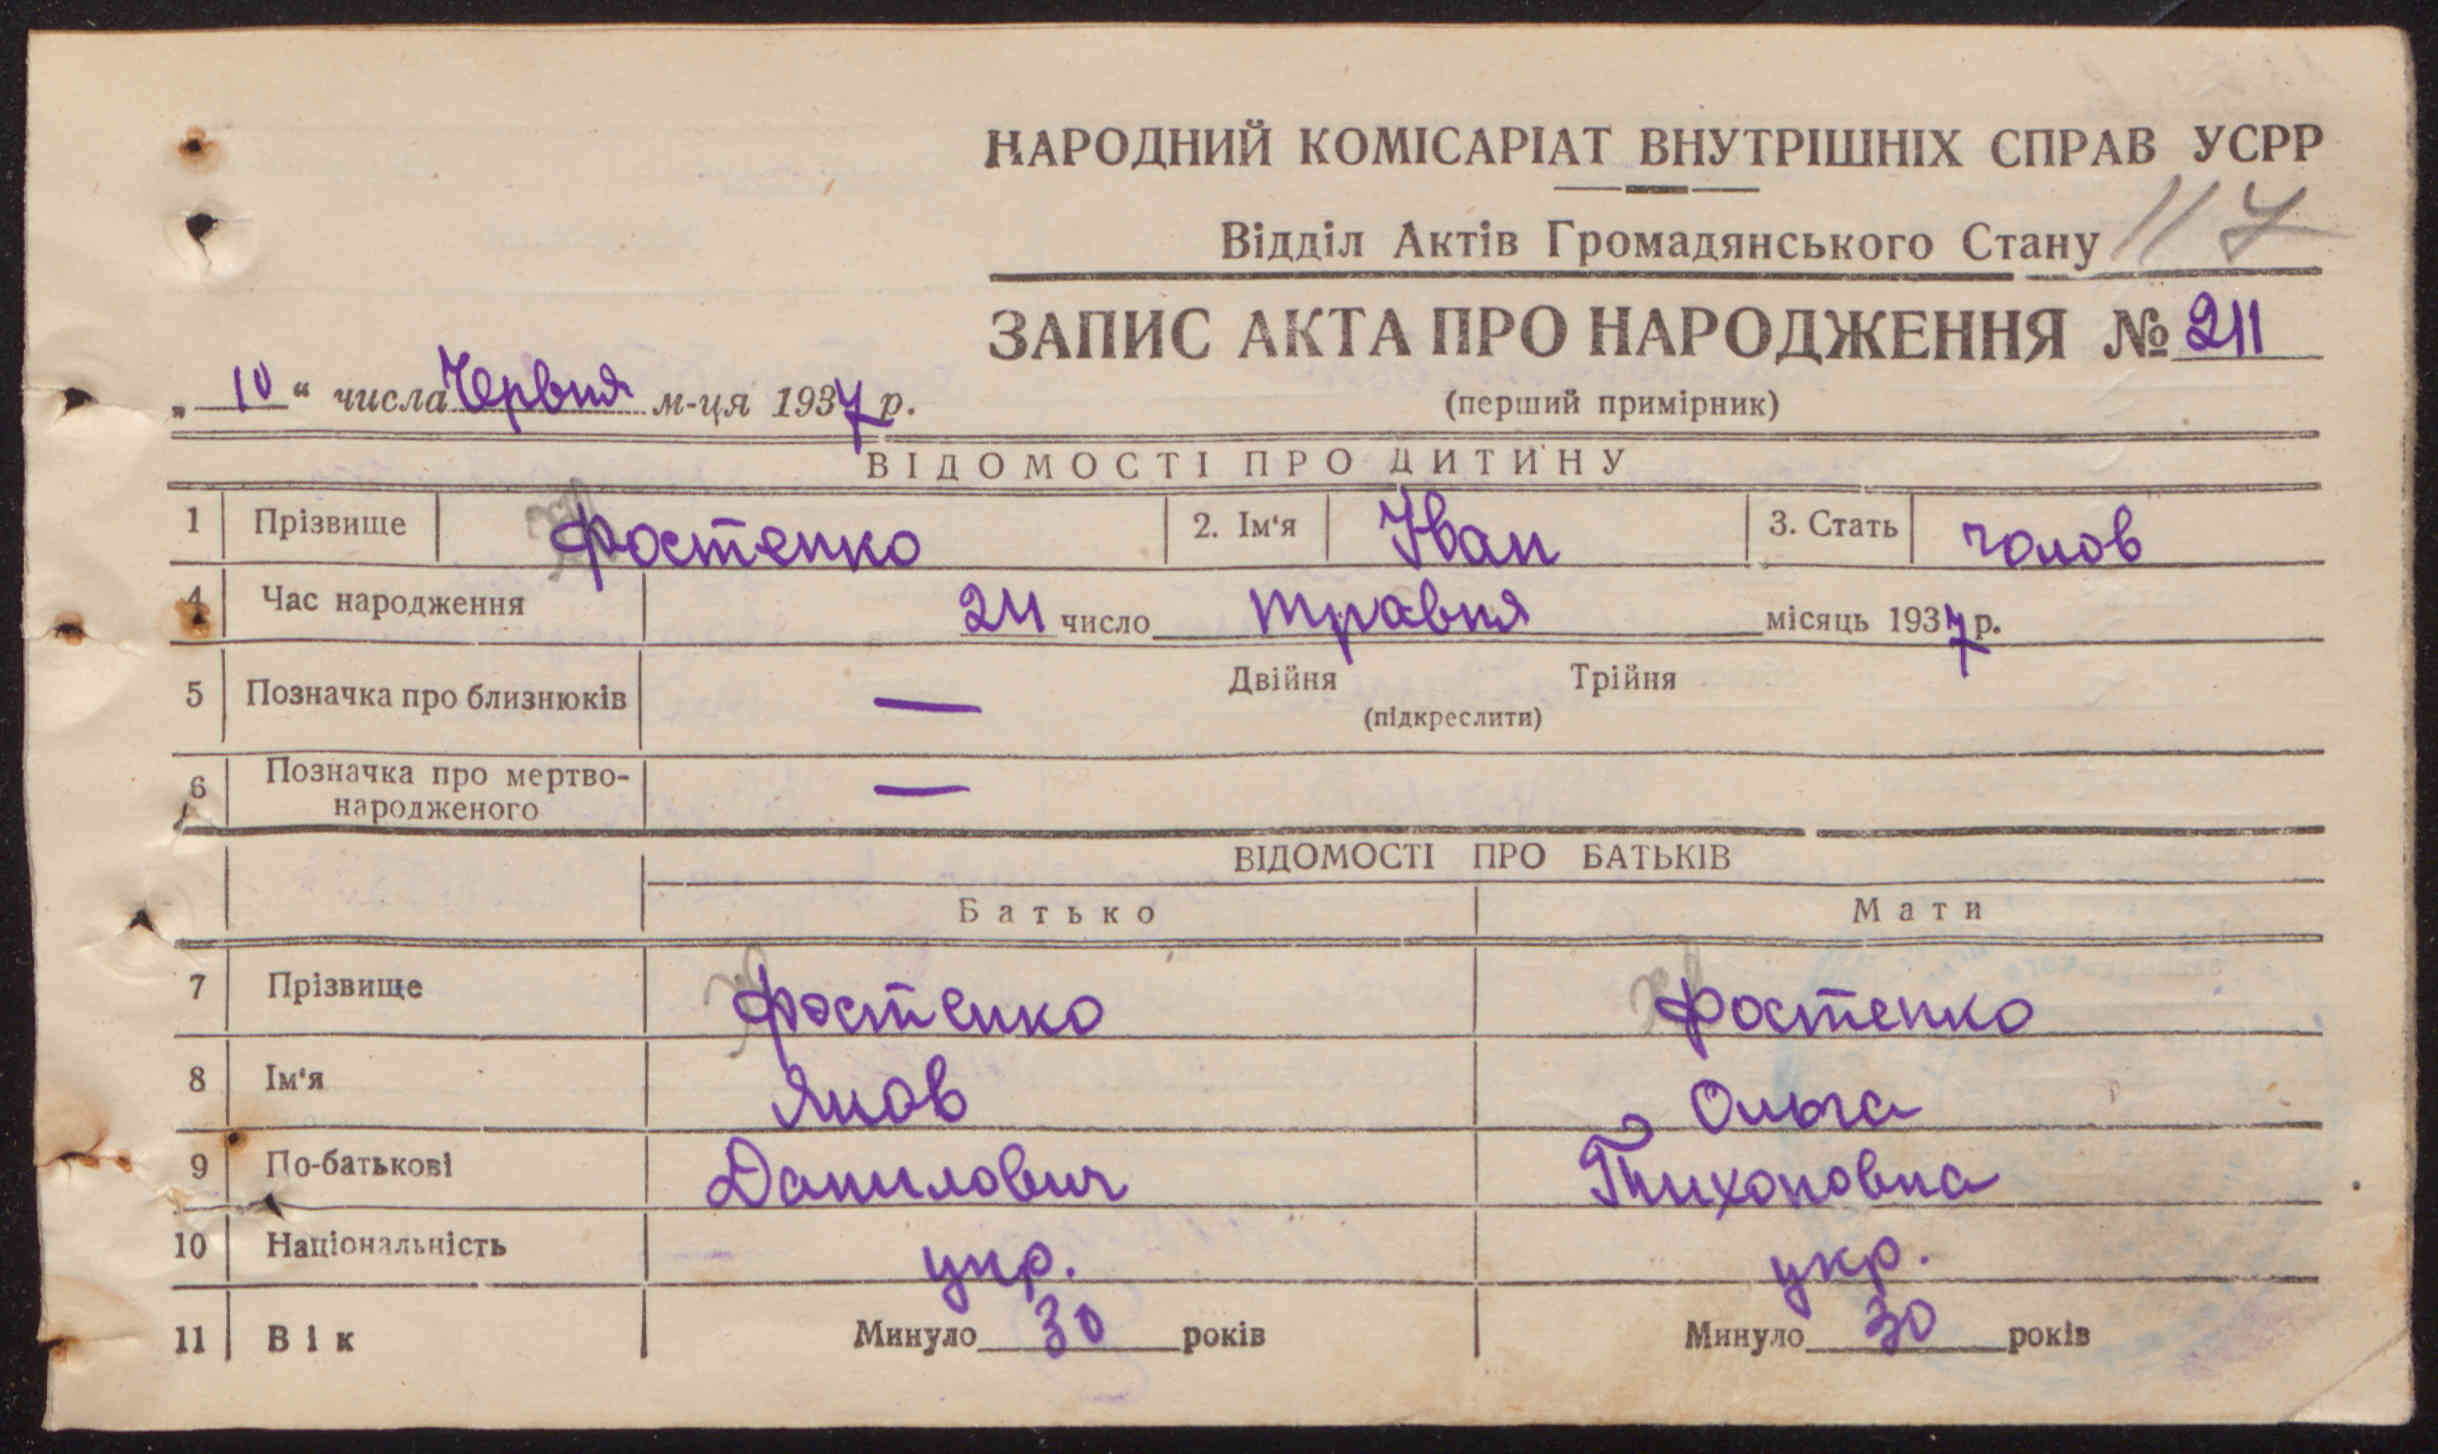 НАРОДНИЙ КОМІСАРІАТ ВНУТРІШНІХ СПРАВ УСРР
Відділ Актів Громадянського Стану 117
ЗАПИС АКТА ПРО НАРОДЖЕННЯ № 211
„ 10 “ числа Червня м-ця 1937 р.
(перший примірник)
ВІДОМОСТІ ПРО ДИТИНУ
1 Прізвище Фостенко 2. Ім'я Іван 3. Стать чолов
4 Час народження 24 число травня місяць 1937 р.
5 Позначка про близнюків — Двійня Трійня
(підкреслити)
6 Позначка про мертво-
народженого —
ВІДОМОСТІ ПРО БАТЬКІВ
Батько Мати
7 Прізвище Фостенко Фостенко
8 Ім'я Яков Ольга
9 По-батькові Данилович Тихоновна
10 Національність укр. укр.
11 Вік Минуло 30 років Минуло 30 років